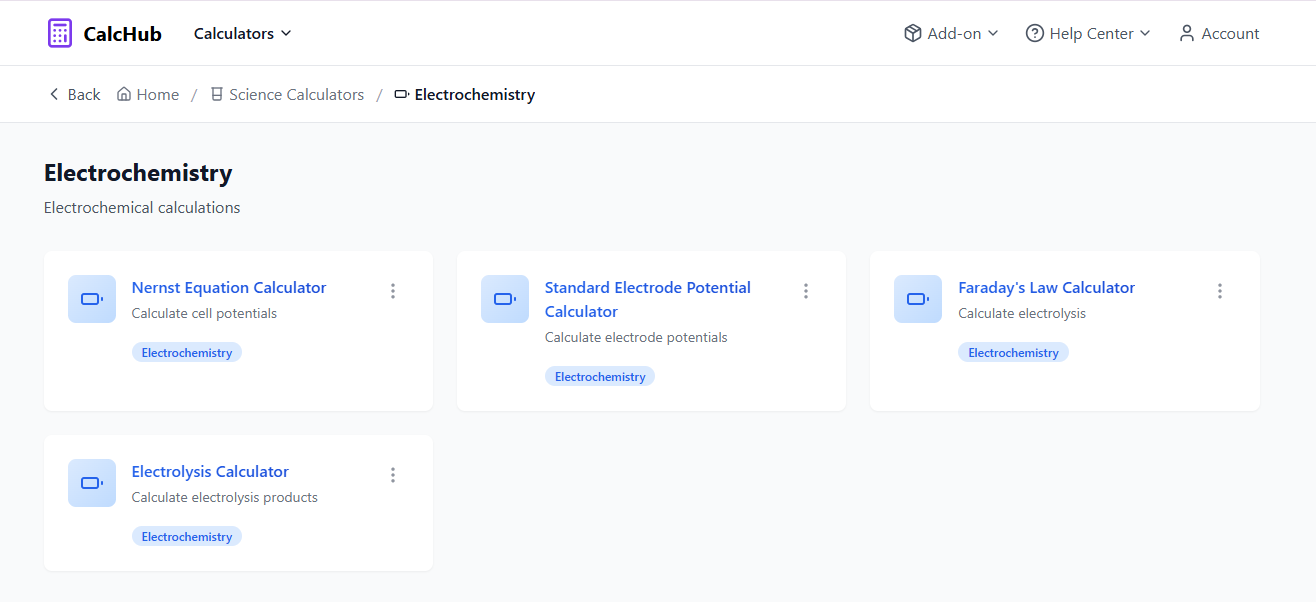 CalcHub Calculators Add-on Help Center Account
Back Home / Science Calculators / Electrochemistry
Electrochemistry
Electrochemical calculations
Nernst Equation Calculator
Calculate cell potentials
Electrochemistry
Standard Electrode Potential
Calculator
Calculate electrode potentials
Electrochemistry
Faraday's Law Calculator
Calculate electrolysis
Electrochemistry
Electrolysis Calculator
Calculate electrolysis products
Electrochemistry